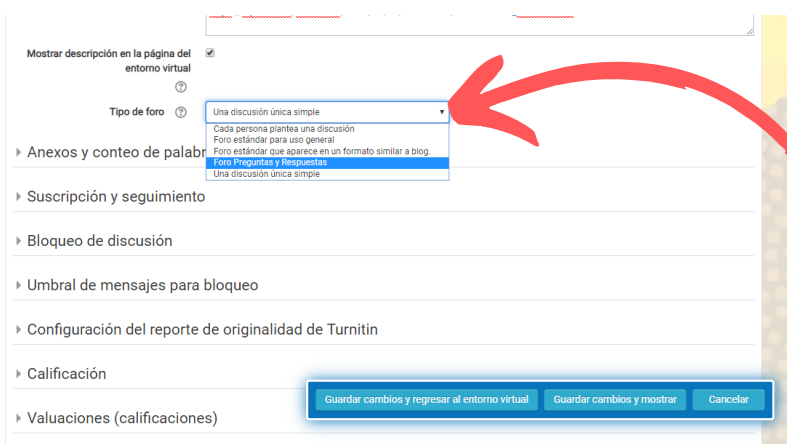 Mostrar descripción en la página del
entorno virtual
Tipo de foro
Una discusión única simple
Cada persona plantea una discusión
Foro estándar para uso general
Foro estándar que aparece en un formato similar a blog.
Foro Preguntas y Respuestas
Una discusión única simple
Anexos y conteo de palabr
Suscripción y seguimiento
Bloqueo de discusión
Umbral de mensajes para bloqueo
Configuración del reporte de originalidad de Turnitin
Calificación
Guardar cambios y regresar al entorno virtual Guardar cambios y mostrar Cancelar
Valuaciones (calificaciones)